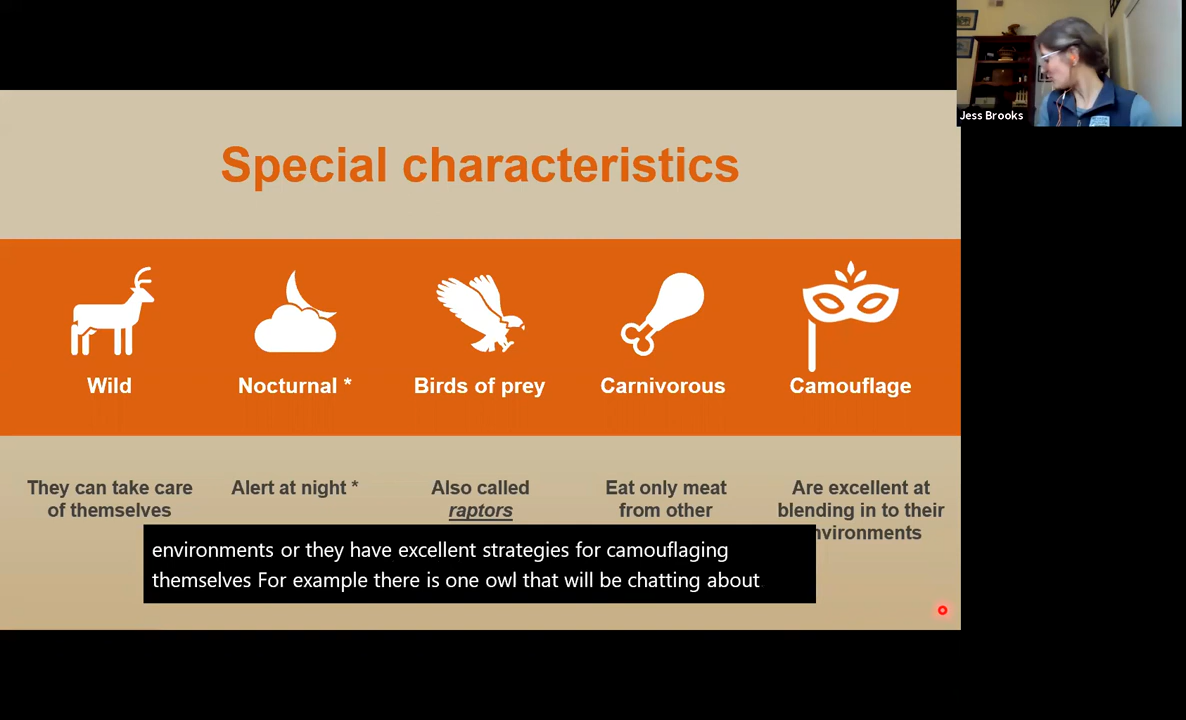 Jess Brooks
Special characteristics
Wild
Nocturnal *
Birds of prey
Carnivorous
Camouflage
They can take care
of themselves
Alert at night *
Also called
raptors
Eat only meat
from other
Are excellent at
blending in to their
environments or they have excellent strategies for camouflaging
themselves For example there is one owl that will be chatting about